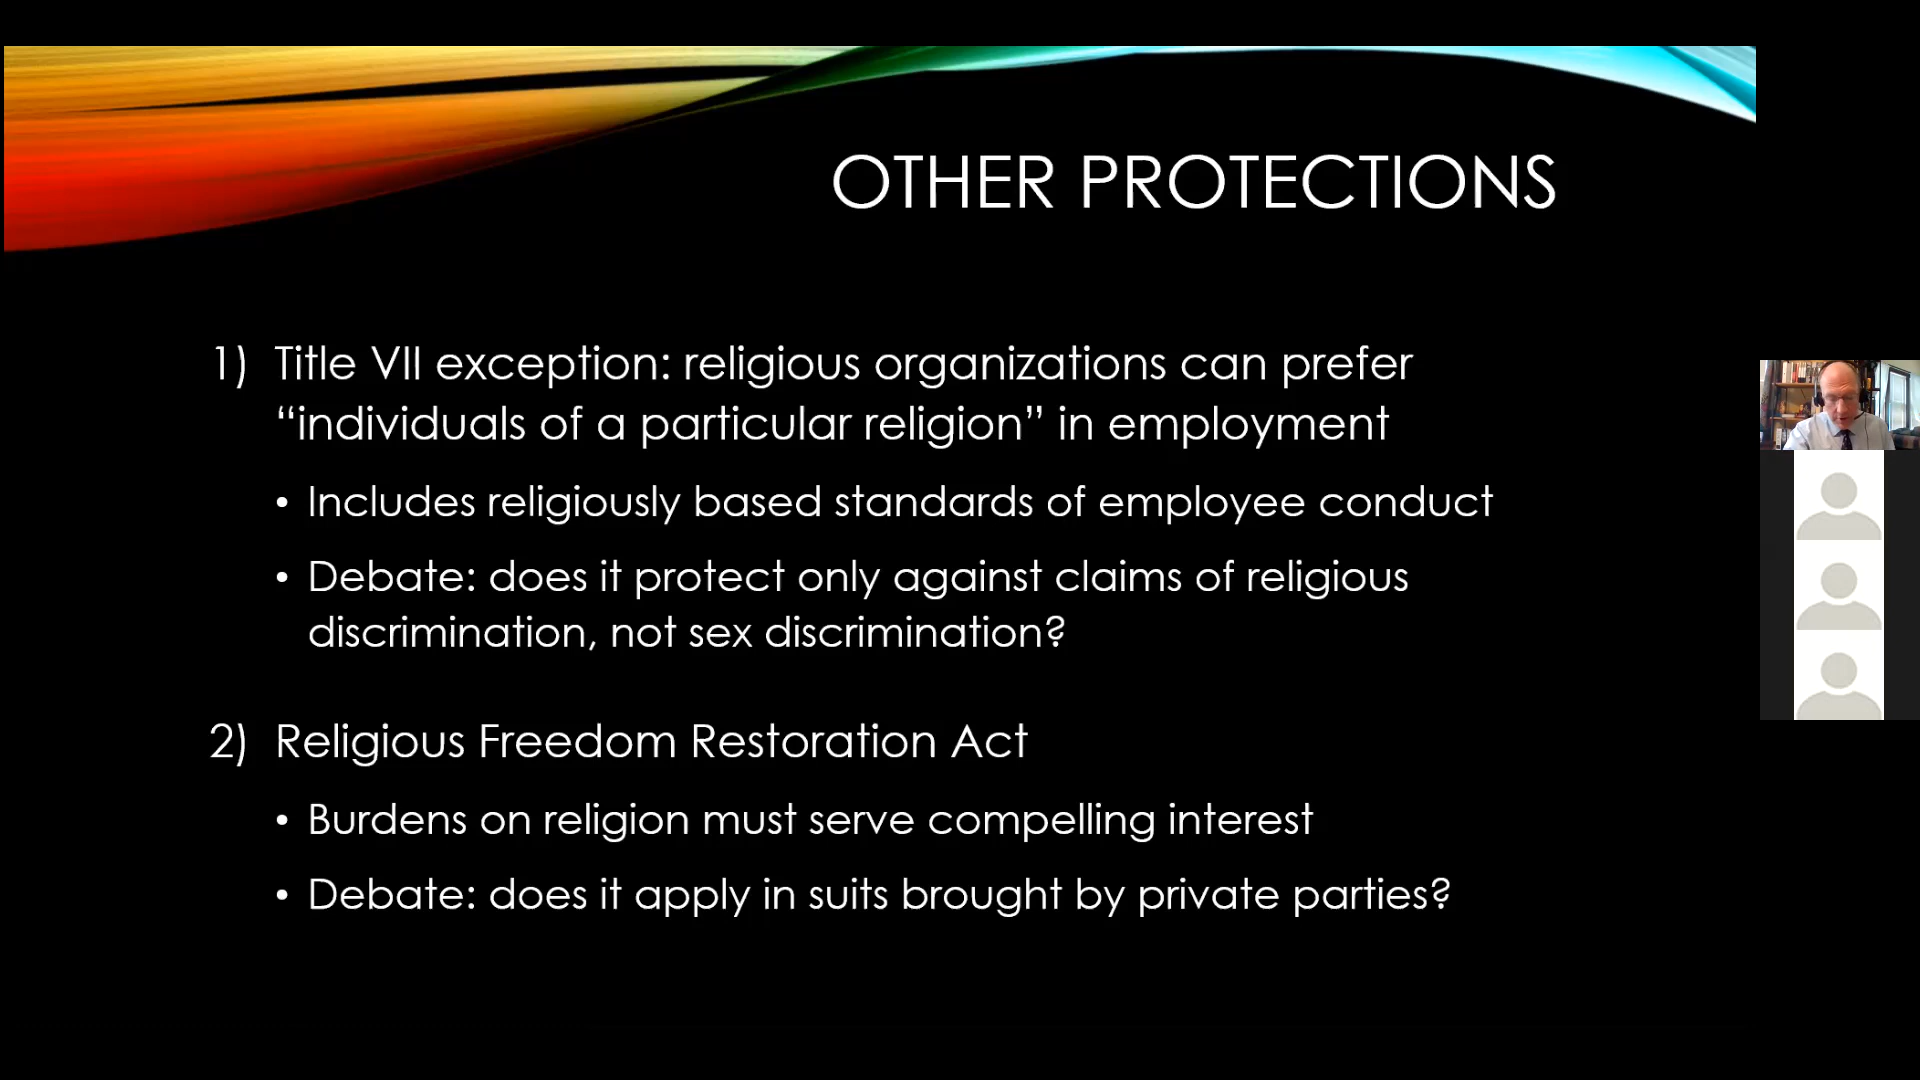 OTHER PROTECTIONS
1) Title VII exception: religious organizations can prefer
“individuals of a particular religion” in employment
• Includes religiously based standards of employee conduct
• Debate: does it protect only against claims of religious
discrimination, not sex discrimination?
2) Religious Freedom Restoration Act
• Burdens on religion must serve compelling interest
• Debate: does it apply in suits brought by private parties?